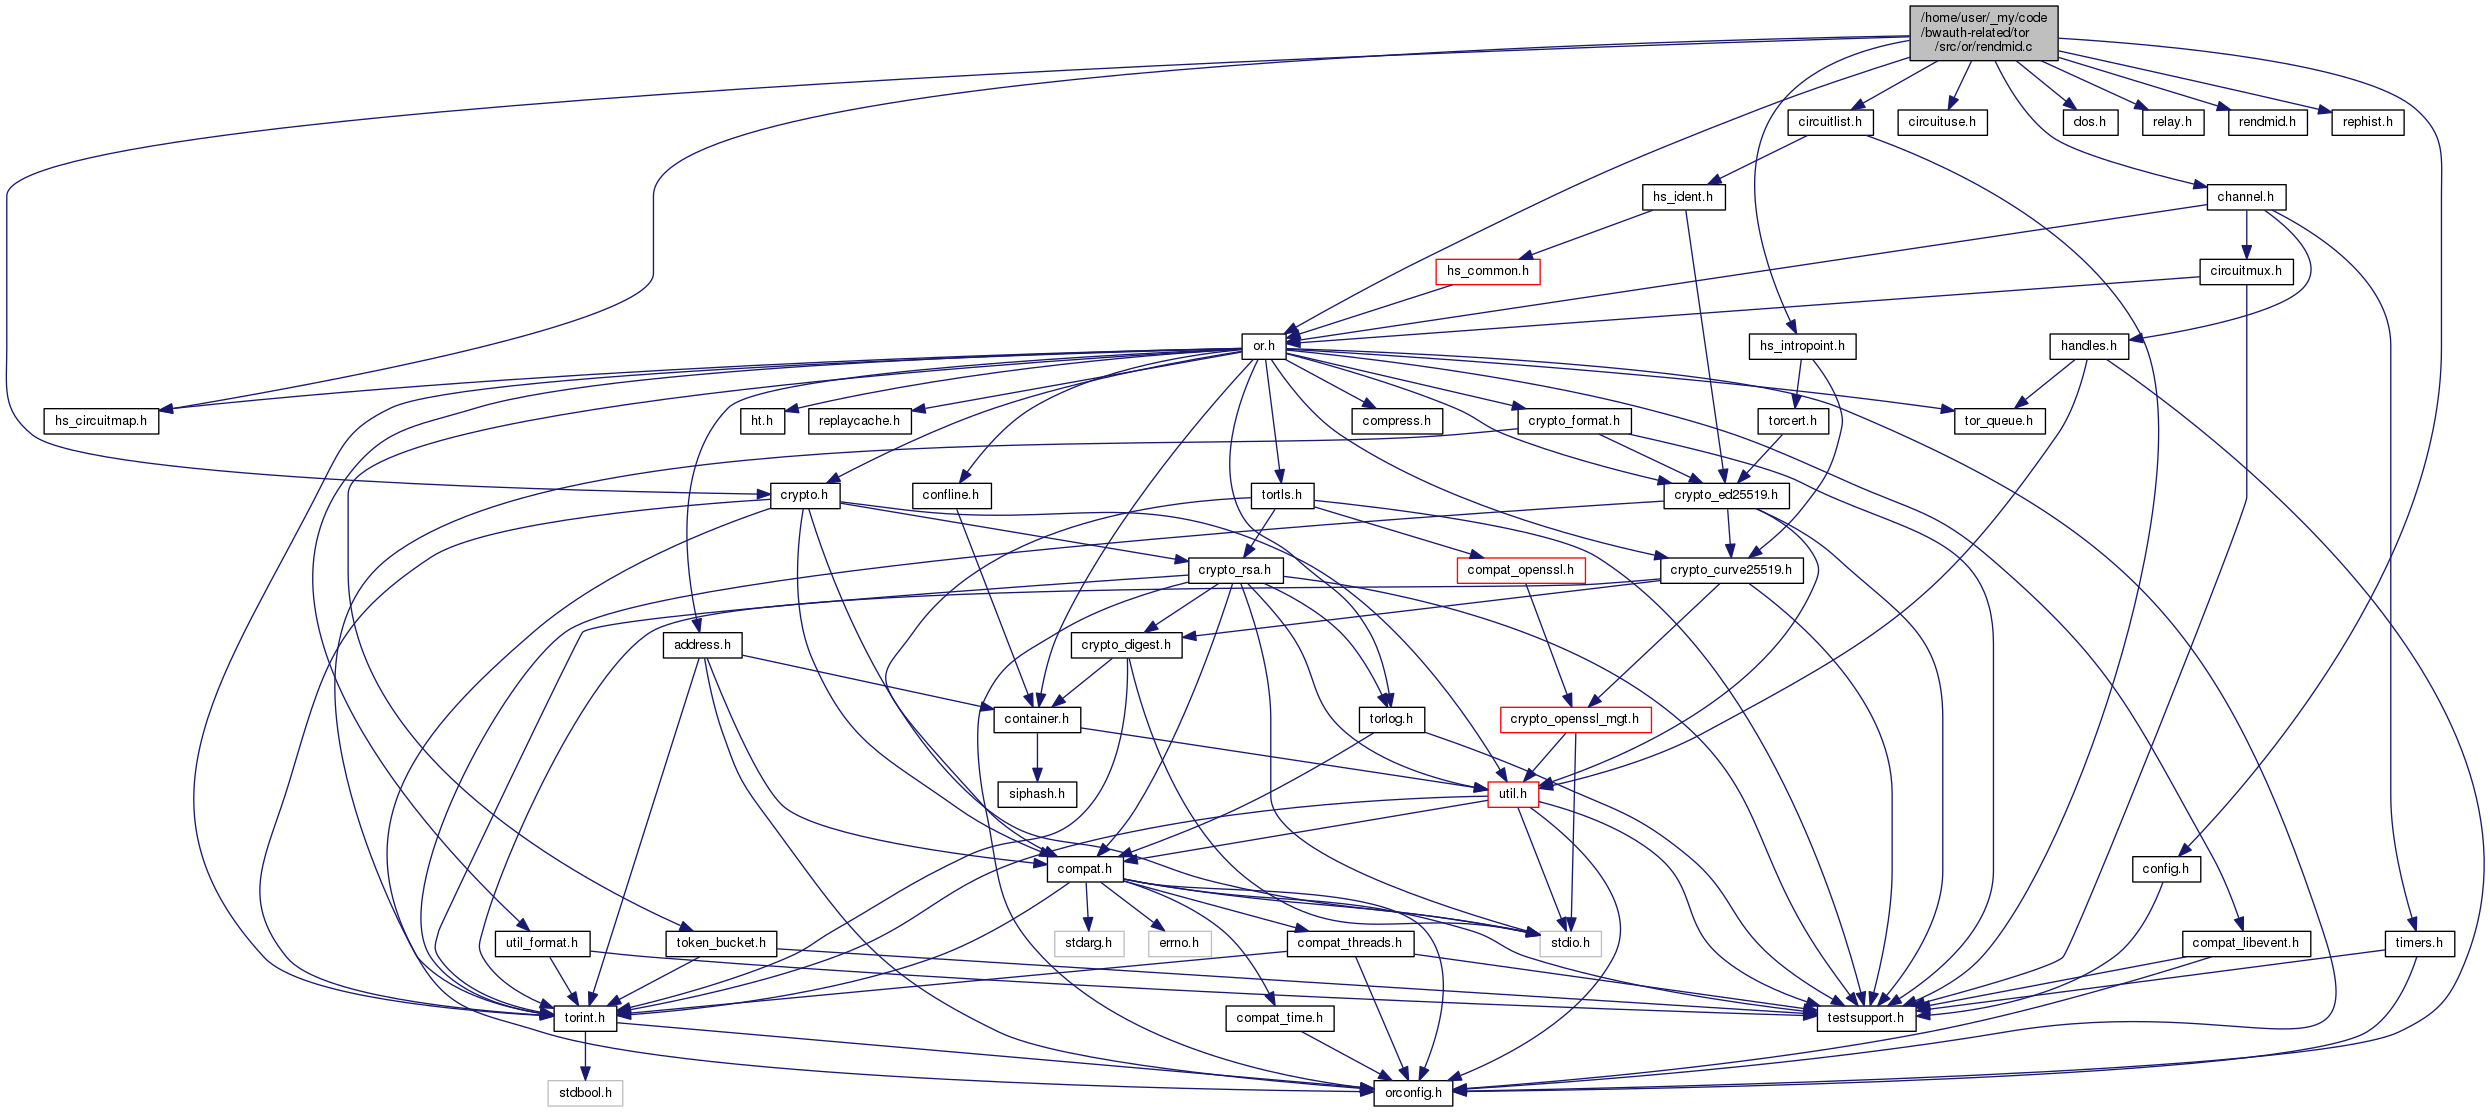 /home/user/_my/code
/bwauth-related/tor
/src/or/rendmid.c
circuitlist.h
circuituse.h
dos.h
relay.h
rendmid.h
rephist.h
hs_ident.h
channel.h
hs_common.h
circuitmux.h
or.h
hs_intropoint.h
handles.h
hs_circuitmap.h
ht.h
replaycache.h
compress.h
crypto_format.h
torcert.h
tor_queue.h
crypto.h
confline.h
tortls.h
crypto_ed25519.h
crypto_rsa.h
compat_openssl.h
crypto_curve25519.h
address.h
crypto_digest.h
container.h
torlog.h
crypto_openssl_mgt.h
siphash.h
util.h
compat.h
config.h
util_format.h
token_bucket.h
stdarg.h
errno.h
compat_threads.h
stdio.h
compat_libevent.h
timers.h
torint.h
compat_time.h
testsupport.h
stdbool.h
orconfig.h